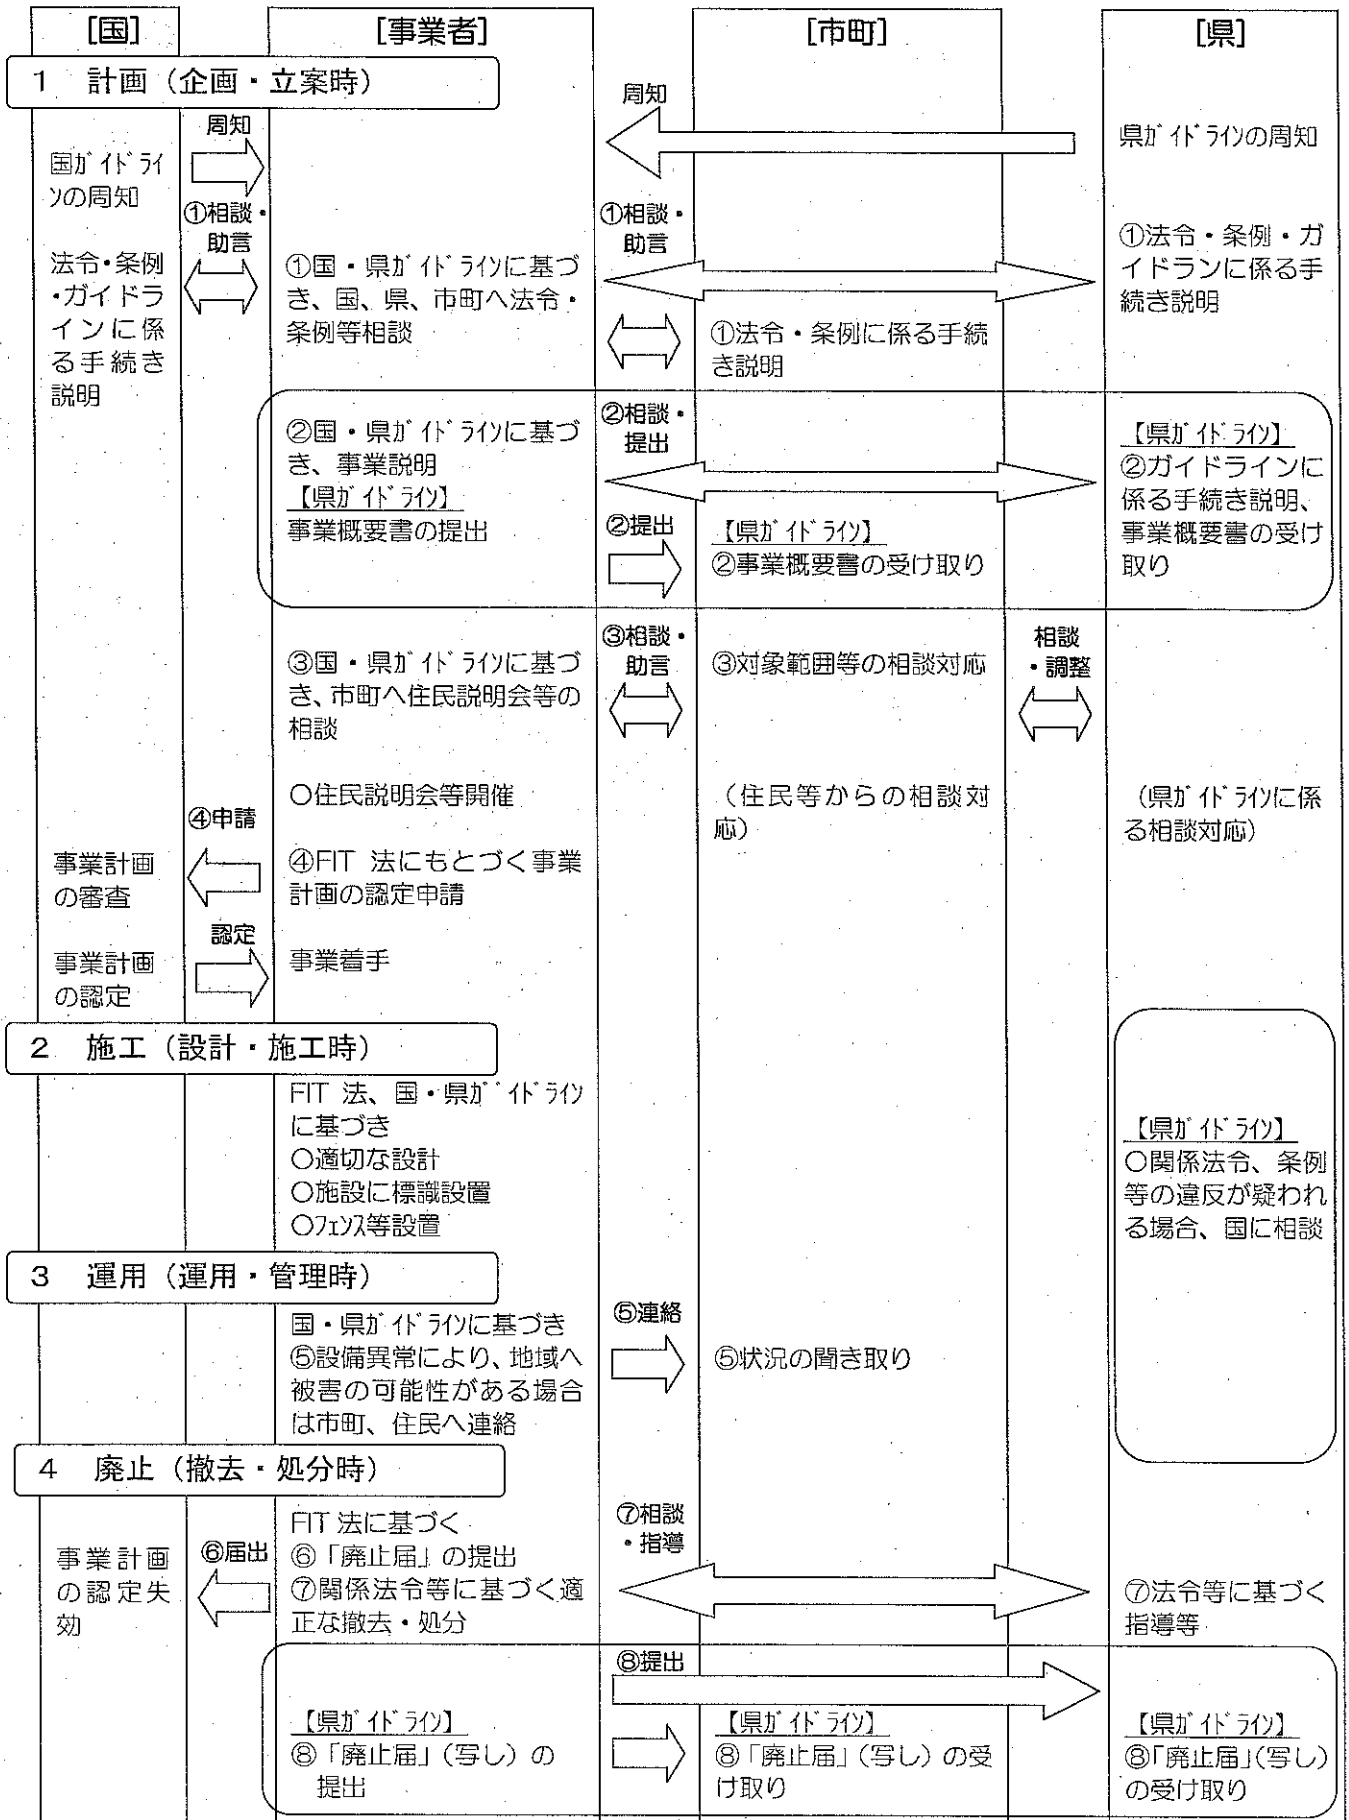 [国]
[事業者]
[市町]
[県]
1 計画（企画・立案時）
周知
国ｶﾞｲﾄﾞﾗｲ
ﾝの周知
周知
県ｶﾞｲﾄﾞﾗｲﾝの周知
①相談・
助言
法令・条例
・ガイドラ
インに係
る手続き
説明
①国・県ｶﾞｲﾄﾞﾗｲﾝに基づ
き、国、県、市町へ法令・
条例等相談
①相談・
助言
①法令・条例に係る手続
き説明
①法令・条例・ガ
イドランに係る手
続き説明
②国・県ｶﾞｲﾄﾞﾗｲﾝに基づ
き、事業説明
【県ｶﾞｲﾄﾞﾗｲﾝ】
事業概要書の提出
②相談・
提出
②提出
【県ｶﾞｲﾄﾞﾗｲﾝ】
②事業概要書の受け取り
【県ｶﾞｲﾄﾞﾗｲﾝ】
②ガイドラインに
係る手続き説明、
事業概要書の受け
取り
③国・県ｶﾞｲﾄﾞﾗｲﾝに基づ
き、市町へ住民説明会等の
相談
③相談・
助言
③対象範囲等の相談対応
相談
・調整
○住民説明会等開催
（住民等からの相談対
応）
（県ｶﾞｲﾄﾞﾗｲﾝに係
る相談対応）
④申請
事業計画
の審査
④FIT 法にもとづく事業
計画の認定申請
認定
事業計画
の認定
事業着手
2 施工（設計・施工時）
FIT 法、国・県ｶﾞｲﾄﾞﾗｲﾝ
に基づき
○適切な設計
○施設に標識設置
○ﾌｪﾝｽ等設置
【県ｶﾞｲﾄﾞﾗｲﾝ】
○関係法令、条例
等の違反が疑われ
る場合、国に相談
3 運用（運用・管理時）
国・県ｶﾞｲﾄﾞﾗｲﾝに基づき
⑤設備異常により、地域へ
被害の可能性がある場合
は市町、住民へ連絡
⑤連絡
⑤状況の聞き取り
4 廃止（撤去・処分時）
事業計画
の認定失
効
⑥届出
FIT 法に基づく
⑥「廃止届」の提出
⑦関係法令等に基づく適
正な撤去・処分
⑦相談
・指導
⑦法令等に基づく
指導等
⑧提出
【県ｶﾞｲﾄﾞﾗｲﾝ】
⑧「廃止届」（写し）の
提出
【県ｶﾞｲﾄﾞﾗｲﾝ】
⑧「廃止届」（写し）の受
け取り
【県ｶﾞｲﾄﾞﾗｲﾝ】
⑧「廃止届」（写し）
の受け取り